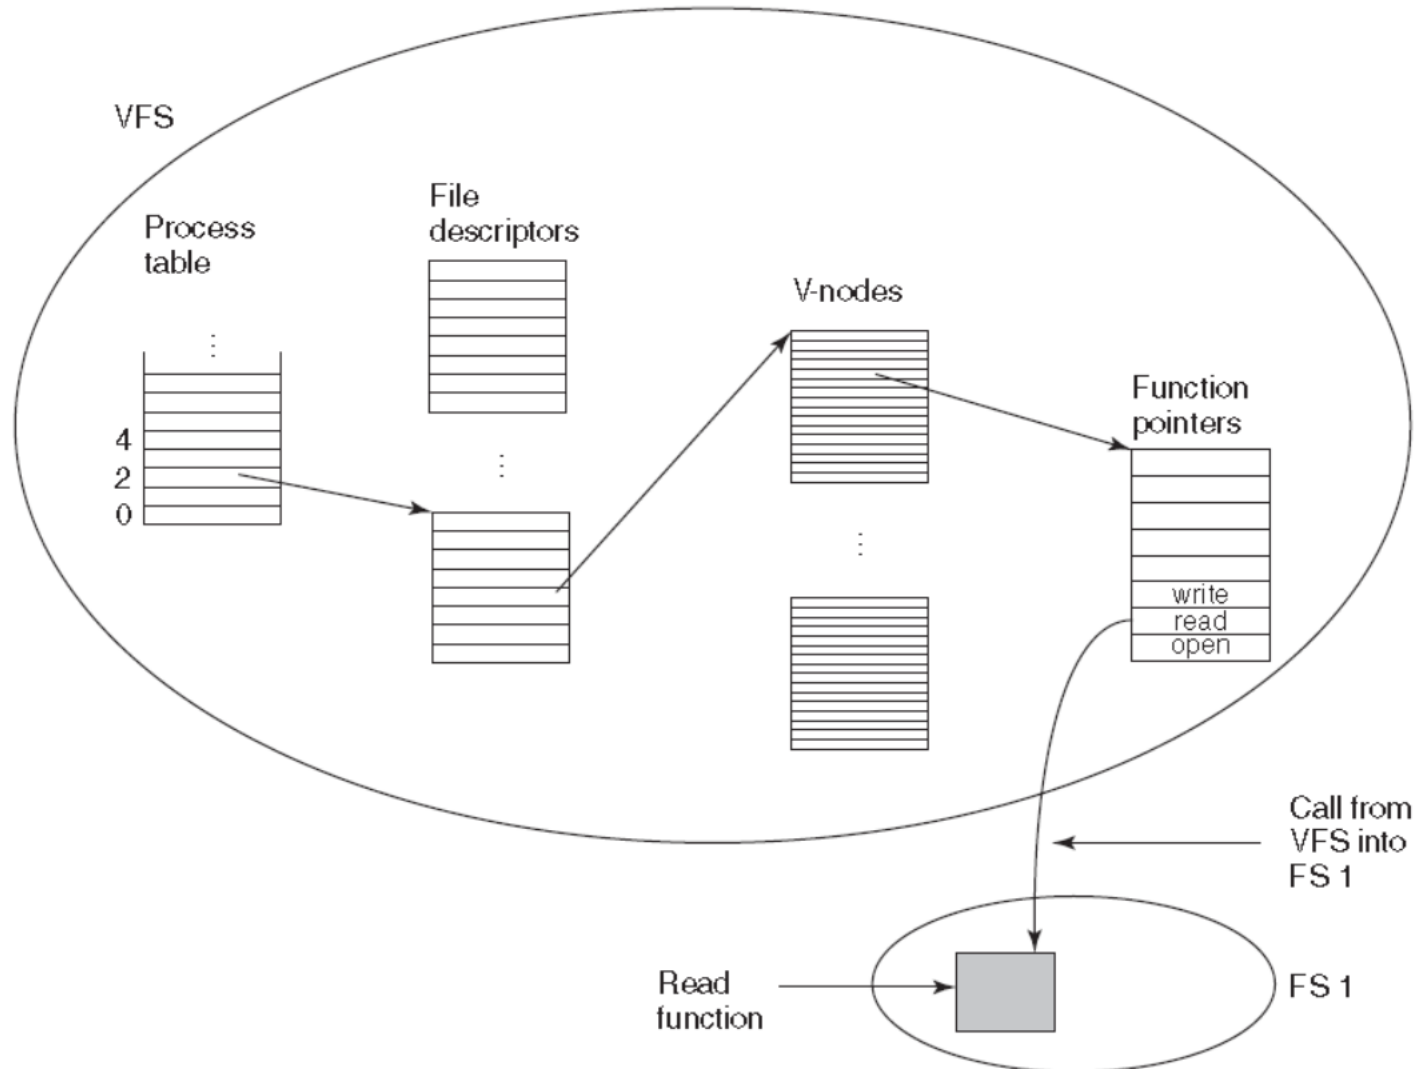 VFS
File
descriptors
Process
table
V-nodes
Function
pointers
4
2
0
write
read
open
Call from
VFS into
FS 1
Read
function
FS 1